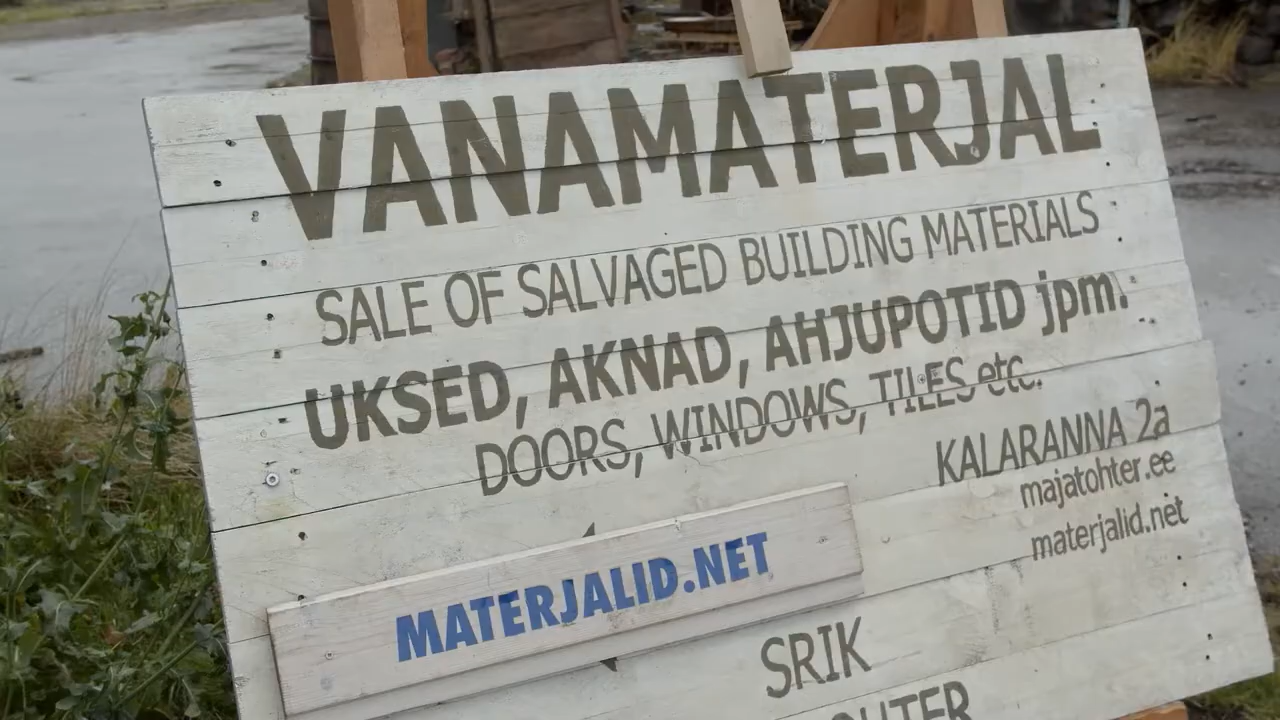 VANAMATERJAL
SALE OF SALVAGED BUILDING MATERIALS
UKSED, AKNAD, AHJUPOTID jpm.
DOORS, WINDOWS, TILES etc.
KALARANNA 2a
majatohter.ee
materjalid.net
MATERJALID.NET
SRIK